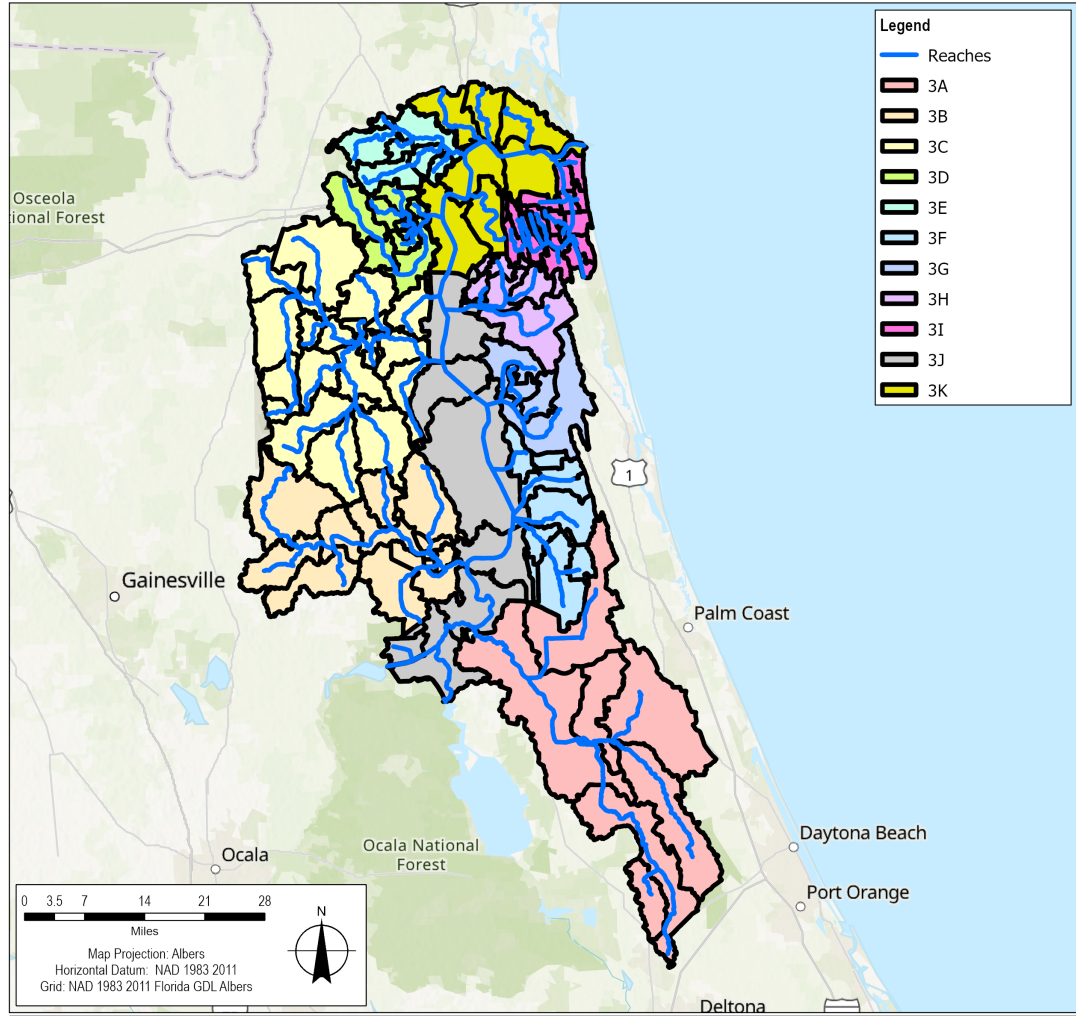 Legend
Reaches
3A
3B
3C
3D
3E
3F
3G
3H
3I
3J
3K
Osceola
tional Forest
1
Gainesville
Palm Coast
Ocala National
Forest
Daytona Beach
Ocala
Port Orange
Deltona
0 3.5 7 14 21 28
Miles
N
Map Projection: Albers
Horizontal Datum: NAD 1983 2011
Grid: NAD 1983 2011 Florida GDL Albers